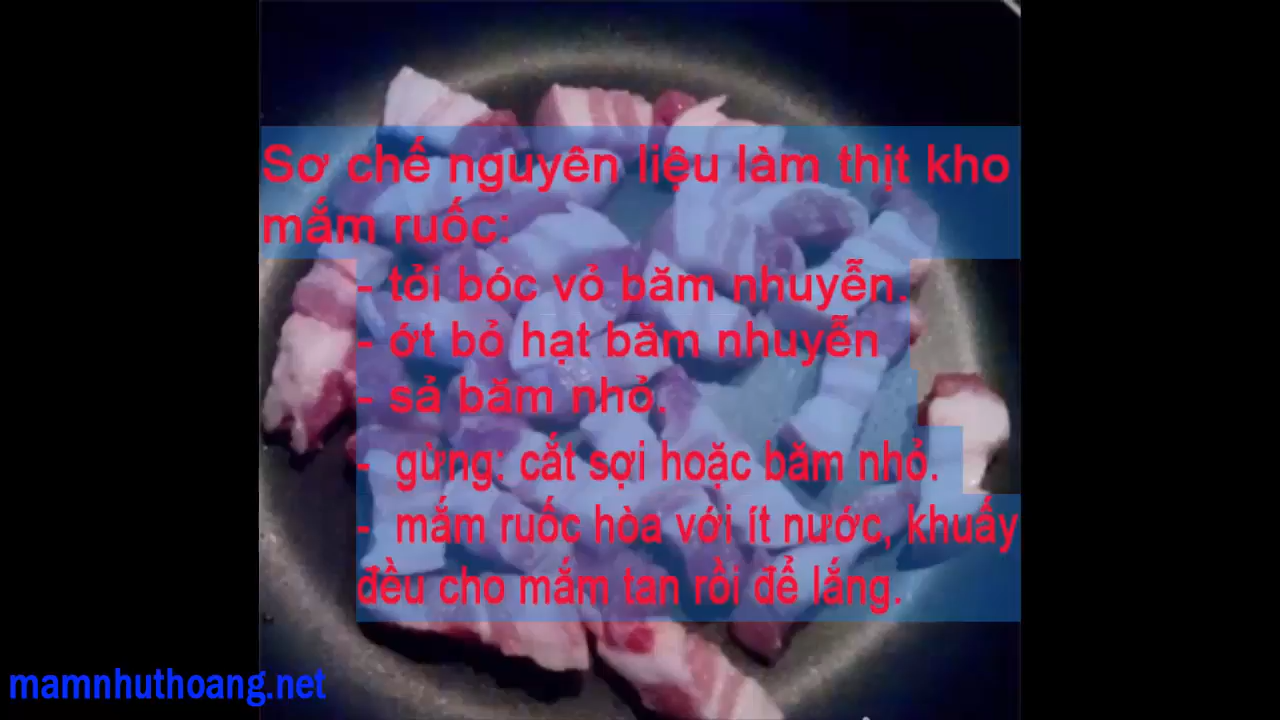 Sơ chế nguyên liệu làm thịt kho
mắm ruốc:
- tỏi bóc vỏ băm nhuyễn.
- ớt bỏ hạt băm nhuyễn
- sả băm nhỏ.
- gừng: cắt sợi hoặc băm nhỏ.
- mắm ruốc hòa với ít nước, khuấy
đều cho mắm tan rồi để lắng.
mamnhuthoang.net